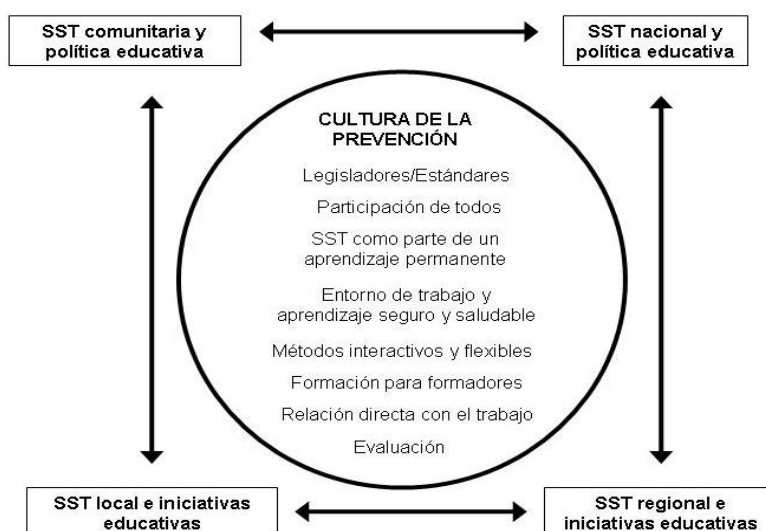 SST comunitaria y
política educativa
SST nacional y
política educativa
CULTURA DE LA
PREVENCIÓN
Legisladores/Estándares
Participación de todos
SST como parte de un
aprendizaje permanente
Entorno de trabajo y
aprendizaje seguro y saludable
Métodos interactivos y flexibles
Formación para formadores
Relación directa con el trabajo
Evaluación
SST local e iniciativas
educativas
SST regional e
iniciativas educativas